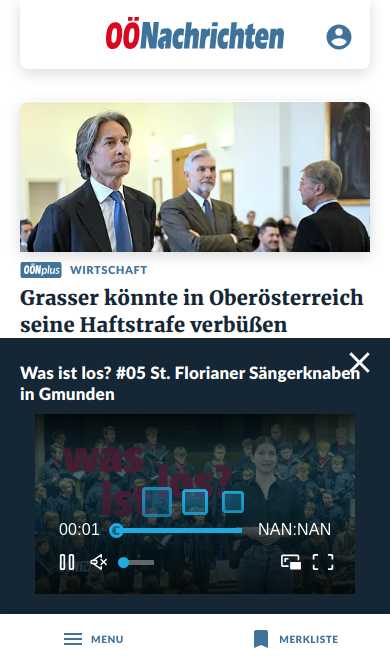 OÖNachrichten
OÖNplus WIRTSCHAFT
Grasser könnte in Oberösterreich
seine Haftstrafe verbüßen
Was ist los? #05 St. Florianer Sängerknaben
in Gmunden
was
ist los?
00:01 NAN:NAN
MENU MERKLISTE